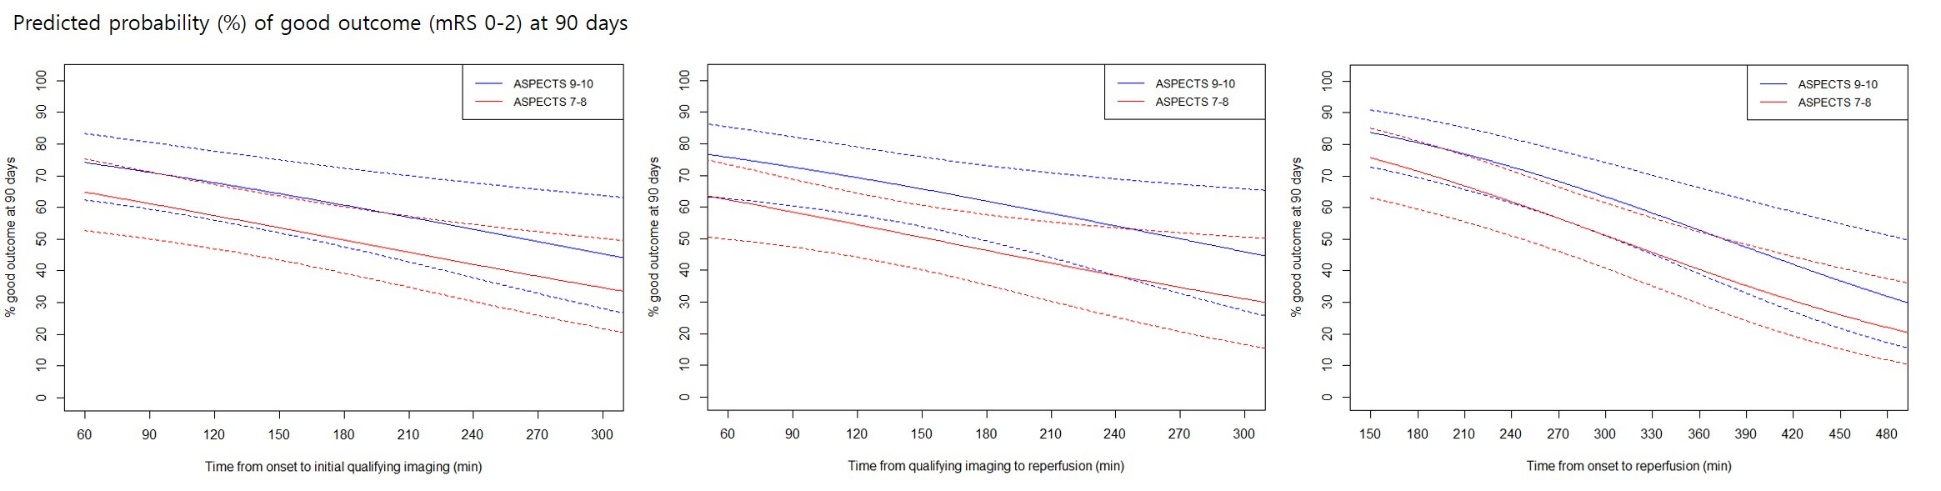 Predicted probability (%) of good outcome (mRS 0-2) at 90 days
% good outcome at 90 days
100
90
80
70
60
50
40
30
20
10
0
ASPECTS 9-10
ASPECTS 7-8
60 90 120 150 180 210 240 270 300
Time from onset to initial qualifying imaging (min)
% good outcome at 90 days
100
90
80
70
60
50
40
30
20
10
0
ASPECTS 9-10
ASPECTS 7-8
60 90 120 150 180 210 240 270 300
Time from qualifying imaging to reperfusion (min)
% good outcome at 90 days
100
90
80
70
60
50
40
30
20
10
0
ASPECTS 9-10
ASPECTS 7-8
150 180 210 240 270 300 330 360 390 420 450 480
Time from onset to reperfusion (min)